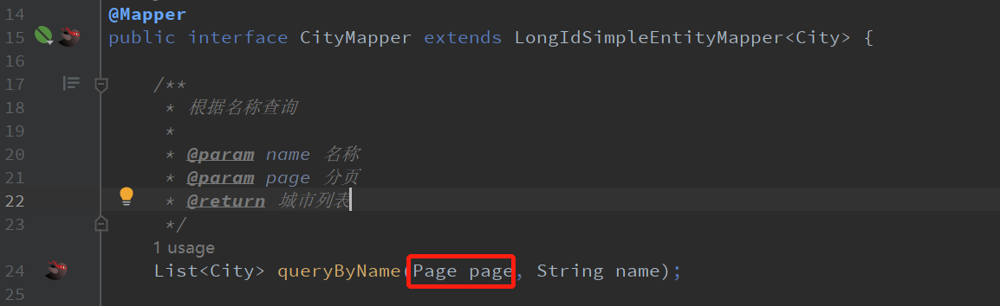 14 @Mapper
15 public interface CityMapper extends LongIdSimpleEntityMapper<City> {
16
17 /**
18 * 根据名称查询
19 *
20 * @param name 名称
21 * @param page 分页
22 * @return 城市列表
23 */
1 usage
24 List<City> queryByName(Page page, String name);
25